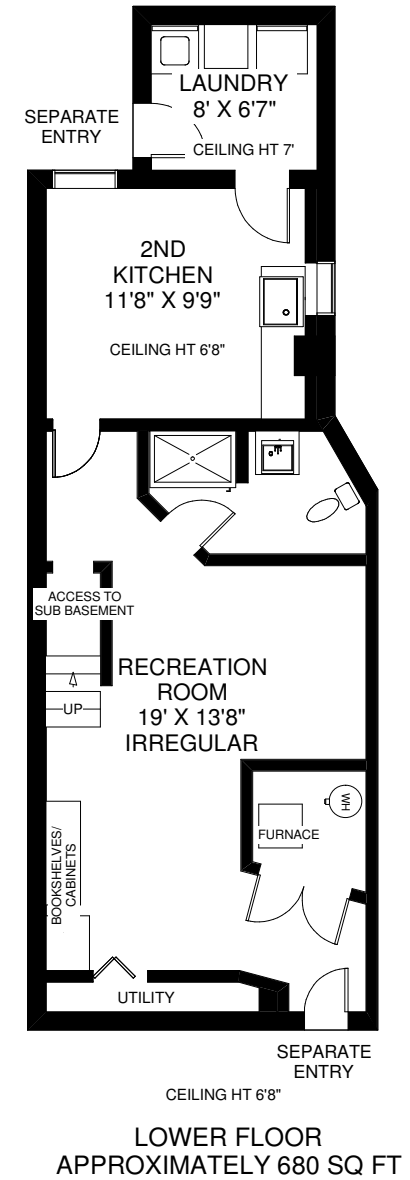 LAUNDRY
8' X 6'7"
CEILING HT 7'
SEPARATE
ENTRY
2ND
KITCHEN
11'8" X 9'9"
CEILING HT 6'8"
ACCESS TO
SUB BASEMENT
UP
RECREATION
ROOM
19' X 13'8"
IRREGULAR
WH
FURNACE
BOOKSHELVES/
CABINETS
UTILITY
SEPARATE
ENTRY
CEILING HT 6'8"
LOWER FLOOR
APPROXIMATELY 680 SQ FT